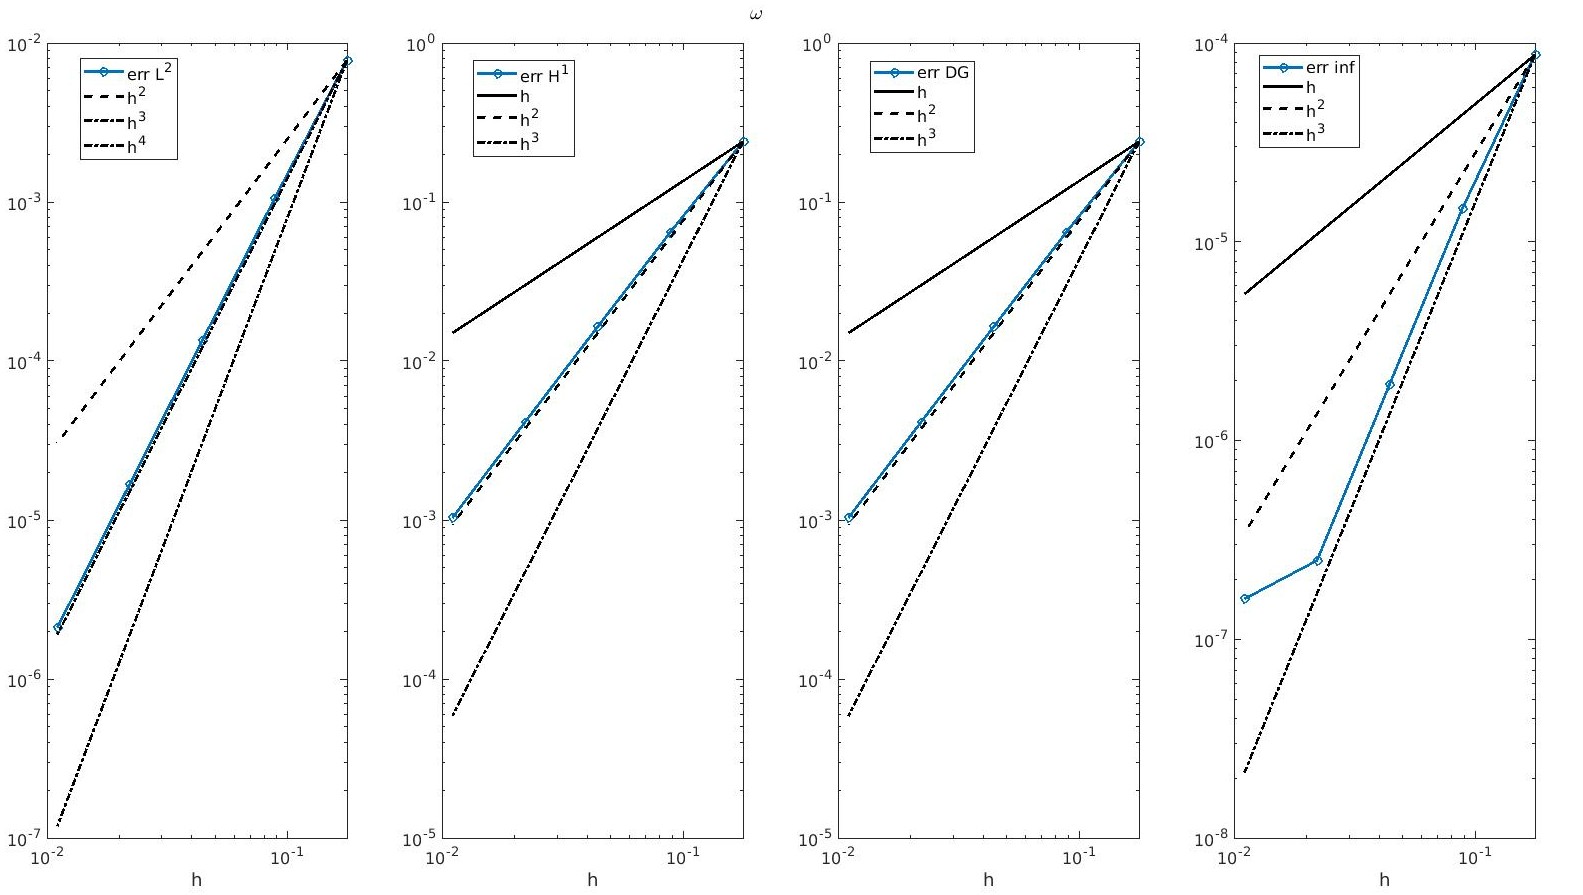 ω
10⁻²
10⁻³
10⁻⁴
10⁻⁵
10⁻⁶
10⁻⁷
10⁻² 10⁻¹
h
err L²
h²
h³
h⁴
10⁰
10⁻¹
10⁻²
10⁻³
10⁻⁴
10⁻⁵
10⁻² 10⁻¹
h
err H¹
h
h²
h³
10⁰
10⁻¹
10⁻²
10⁻³
10⁻⁴
10⁻⁵
10⁻² 10⁻¹
h
err DG
h
h²
h³
10⁻⁴
10⁻⁵
10⁻⁶
10⁻⁷
10⁻⁸
10⁻² 10⁻¹
h
err inf
h
h²
h³